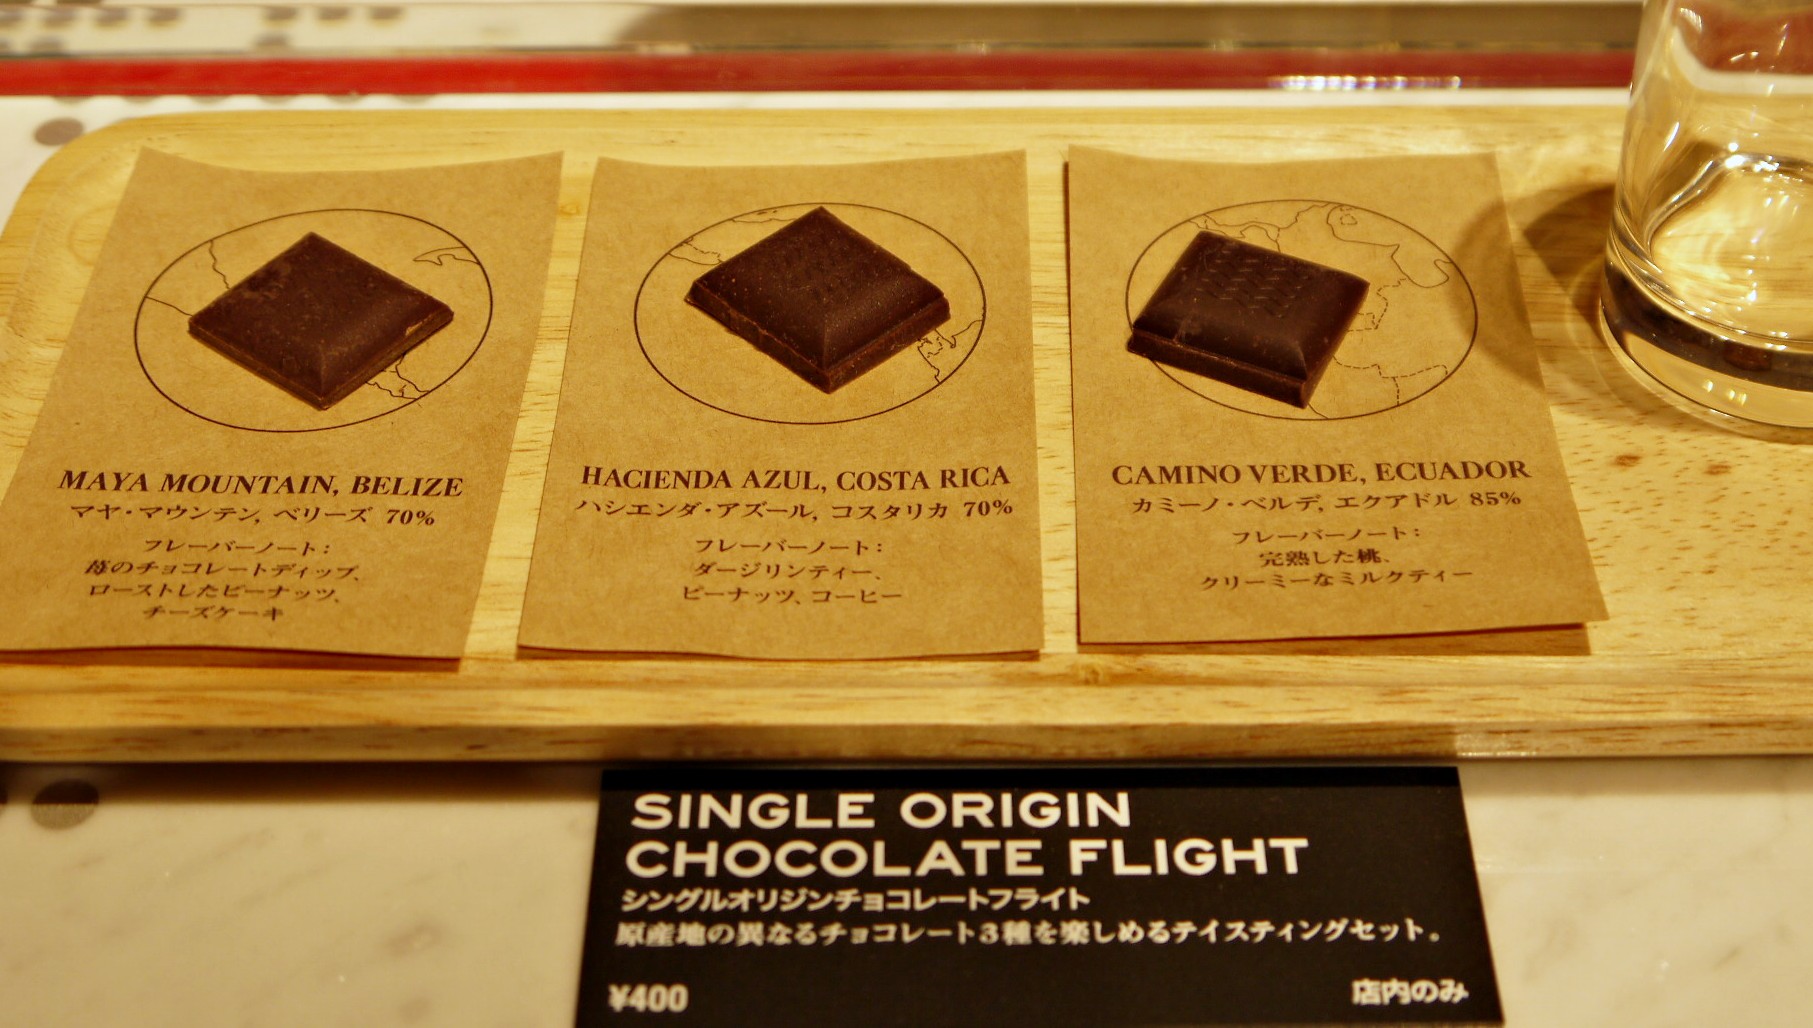 MAYA MOUNTAIN, BELIZE
マヤ・マウンテン, ベリーズ 70%
フレーバーノート:
苺のチョコレートディップ、
ローストしたピーナッツ、
チーズケーキ
HACIENDA AZUL, COSTA RICA
ハシエンダ・アズール, コスタリカ 70%
フレーバーノート:
ダージリンティー、
ピーナッツ、コーヒー
CAMINO VERDE, ECUADOR
カミーノ・ベルデ, エクアドル 85%
フレーバーノート:
完熟した桃、
クリーミーなミルクティー
SINGLE ORIGIN
CHOCOLATE FLIGHT
シングルオリジンチョコレートフライト
原産地の異なるチョコレート3種を楽しめるテイスティングセット。
¥400 店内のみ